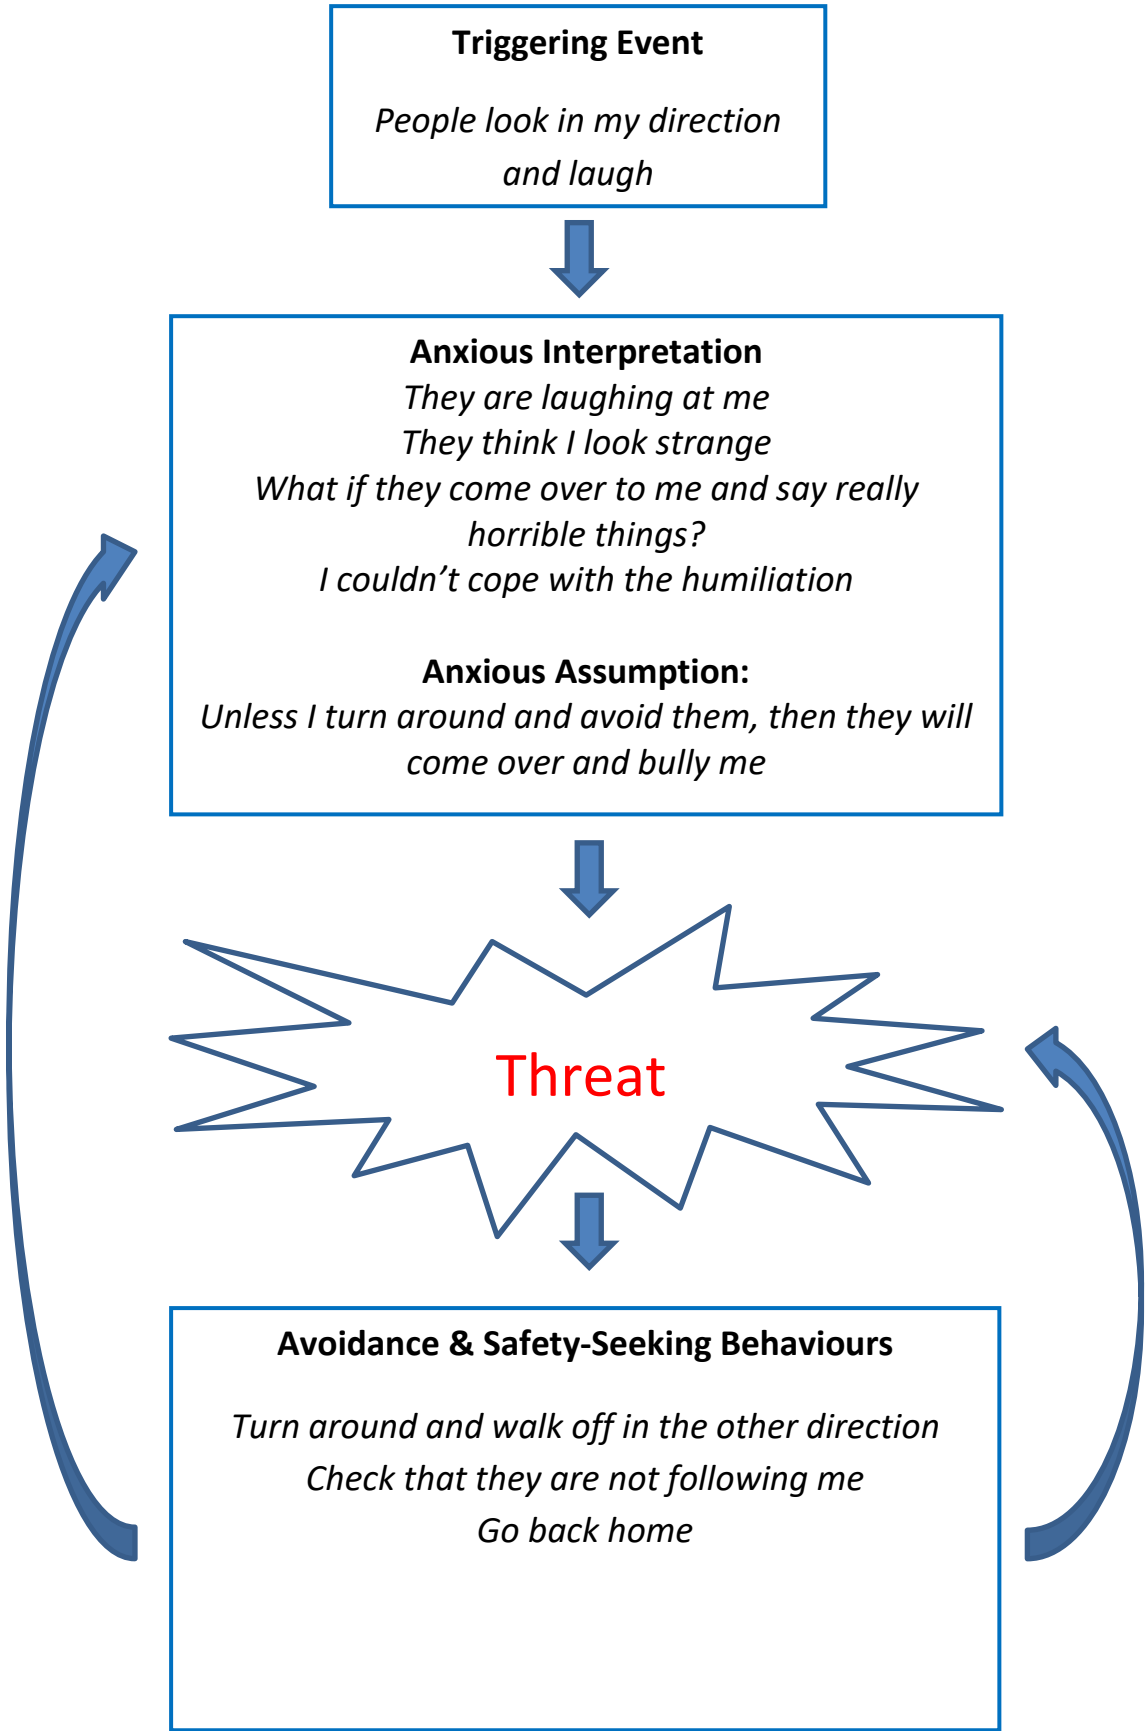 Triggering Event
People look in my direction
and laugh
Anxious Interpretation
They are laughing at me
They think I look strange
What if they come over to me and say really
horrible things?
I couldn’t cope with the humiliation
Anxious Assumption:
Unless I turn around and avoid them, then they will
come over and bully me
Threat
Avoidance & Safety-Seeking Behaviours
Turn around and walk off in the other direction
Check that they are not following me
Go back home